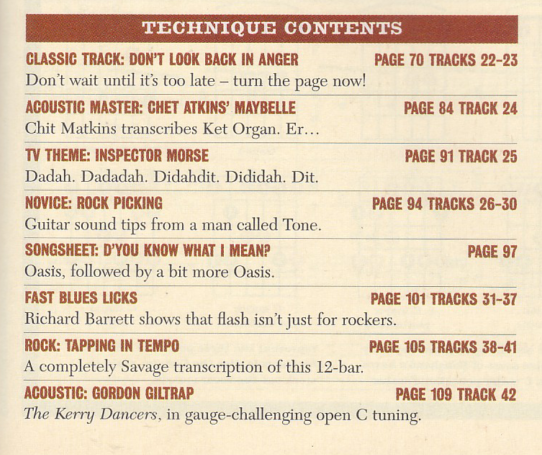 TECHNIQUE CONTENTS
CLASSIC TRACK: DON'T LOOK BACK IN ANGER PAGE 70 TRACKS 22–23
Don't wait until it's too late – turn the page now!
ACOUSTIC MASTER: CHET ATKINS' MAYBELLE PAGE 84 TRACK 24
Chit Matkins transcribes Ket Organ. Er…
TV THEME: INSPECTOR MORSE PAGE 91 TRACK 25
Dadah. Dadadah. Didahdit. Dididah. Dit.
NOVICE: ROCK PICKING PAGE 94 TRACKS 26–30
Guitar sound tips from a man called Tone.
SONGSHEET: D'YOU KNOW WHAT I MEAN? PAGE 97
Oasis, followed by a bit more Oasis.
FAST BLUES LICKS PAGE 101 TRACKS 31–37
Richard Barrett shows that flash isn't just for rockers.
ROCK: TAPPING IN TEMPO PAGE 105 TRACKS 38–41
A completely Savage transcription of this 12-bar.
ACOUSTIC: GORDON GILTRAP PAGE 109 TRACK 42
The Kerry Dancers, in gauge-challenging open C tuning.